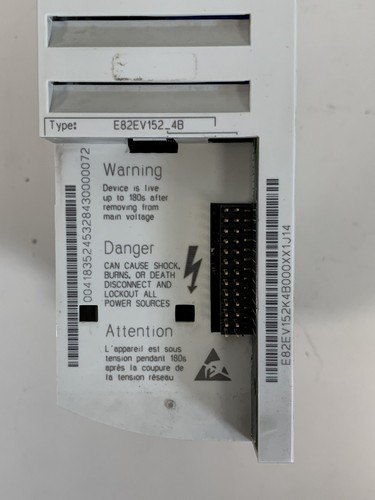 Type: E82EV152_4B
Warning
Device is live
up to 180s after
removing from
main voltage
Danger
CAN CAUSE SHOCK,
BURNS, OR DEATH
DISCONNECT AND
LOCKOUT ALL
POWER SOURCES
Attention
L'appareil est sous
tension pendant 180s
après la coupure de
la tension réseau
00418352453284300000072
E82EV152K4B000XX1J14